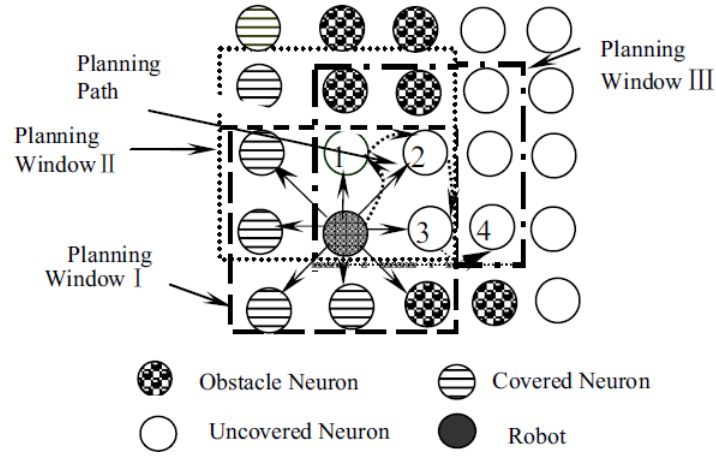 Planning
Path
Planning
Window III
Planning
Window II
1
2
Planning
Window I
3
4
Obstacle Neuron
Covered Neuron
Uncovered Neuron
Robot